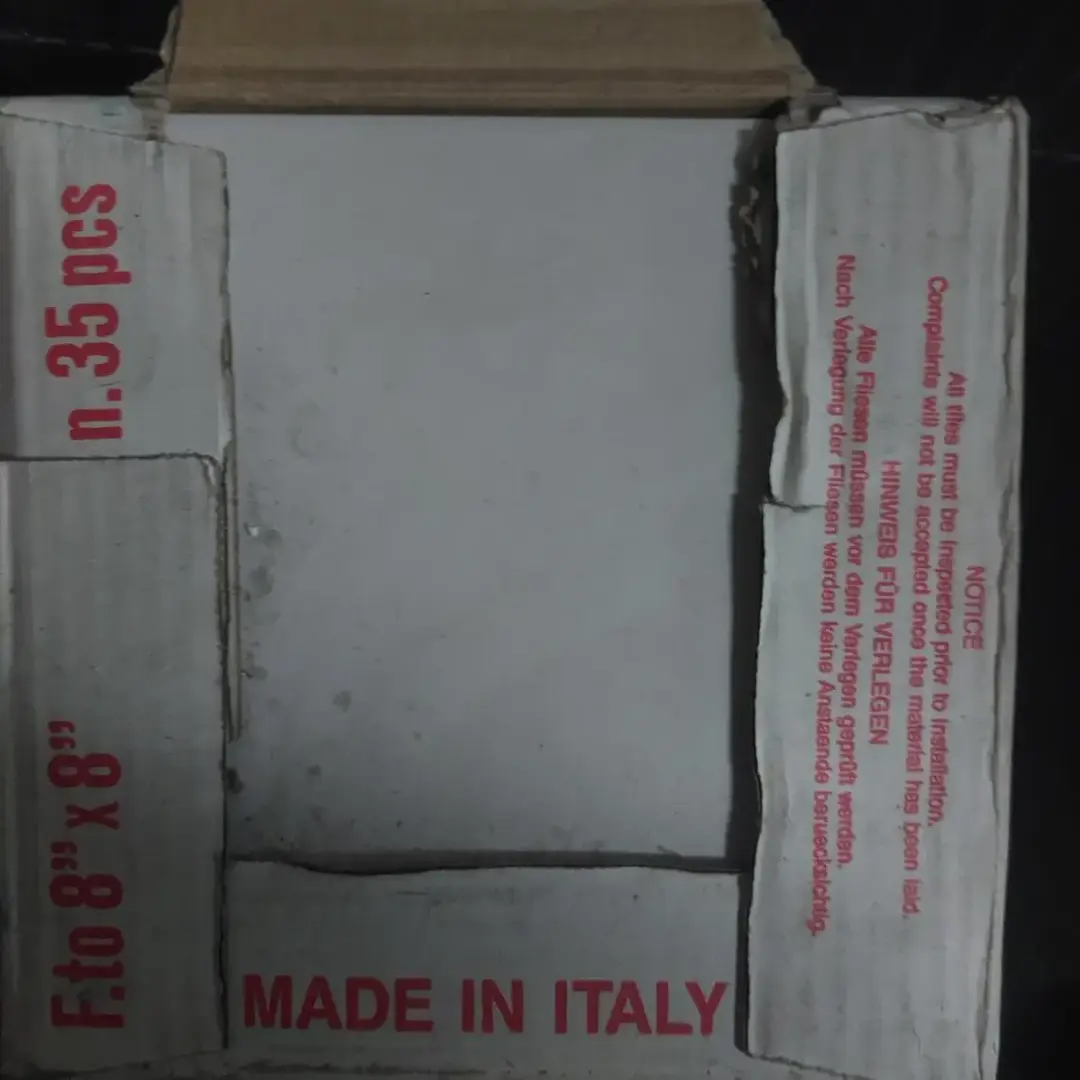 n. 35 pcs
F.to 8” x 8”
MADE IN ITALY
NOTICE
All tiles must be inspected prior to installation.
Complaints will not be accepted once the material has been laid.
HINWEIS FÜR VERLEGEN
Alle Fliesen müssen vor dem Verlegen geprüft werden.
Nach Verlegung der Fliesen werden keine Anstaende beruecksichtig.